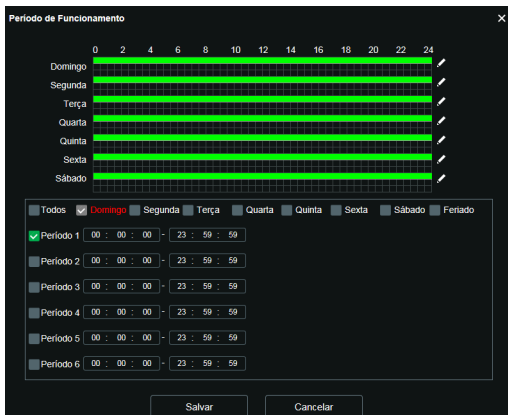 Período de Funcionamento
0 2 4 6 8 10 12 14 16 18 20 22 24
Domingo
Segunda
Terça
Quarta
Quinta
Sexta
Sábado
Todos Domingo Segunda Terça Quarta Quinta Sexta Sábado Feriado
Período 1 00 : 00 : 00 - 23 : 59 : 59
Período 2 00 : 00 : 00 - 23 : 59 : 59
Período 3 00 : 00 : 00 - 23 : 59 : 59
Período 4 00 : 00 : 00 - 23 : 59 : 59
Período 5 00 : 00 : 00 - 23 : 59 : 59
Período 6 00 : 00 : 00 - 23 : 59 : 59
Salvar Cancelar